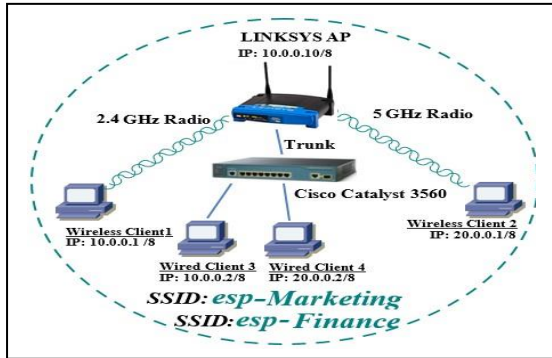 LINKSYS AP
IP: 10.0.0.10/8
2.4 GHz Radio
5 GHz Radio
Trunk
Cisco Catalyst 3560
Wireless Client1
IP: 10.0.0.1 /8
Wireless Client 2
IP: 20.0.0.1/8
Wired Client 3
IP: 10.0.0.2/8
Wired Client 4
IP: 20.0.0.2/8
SSID: esp-Marketing
SSID: esp-Finance